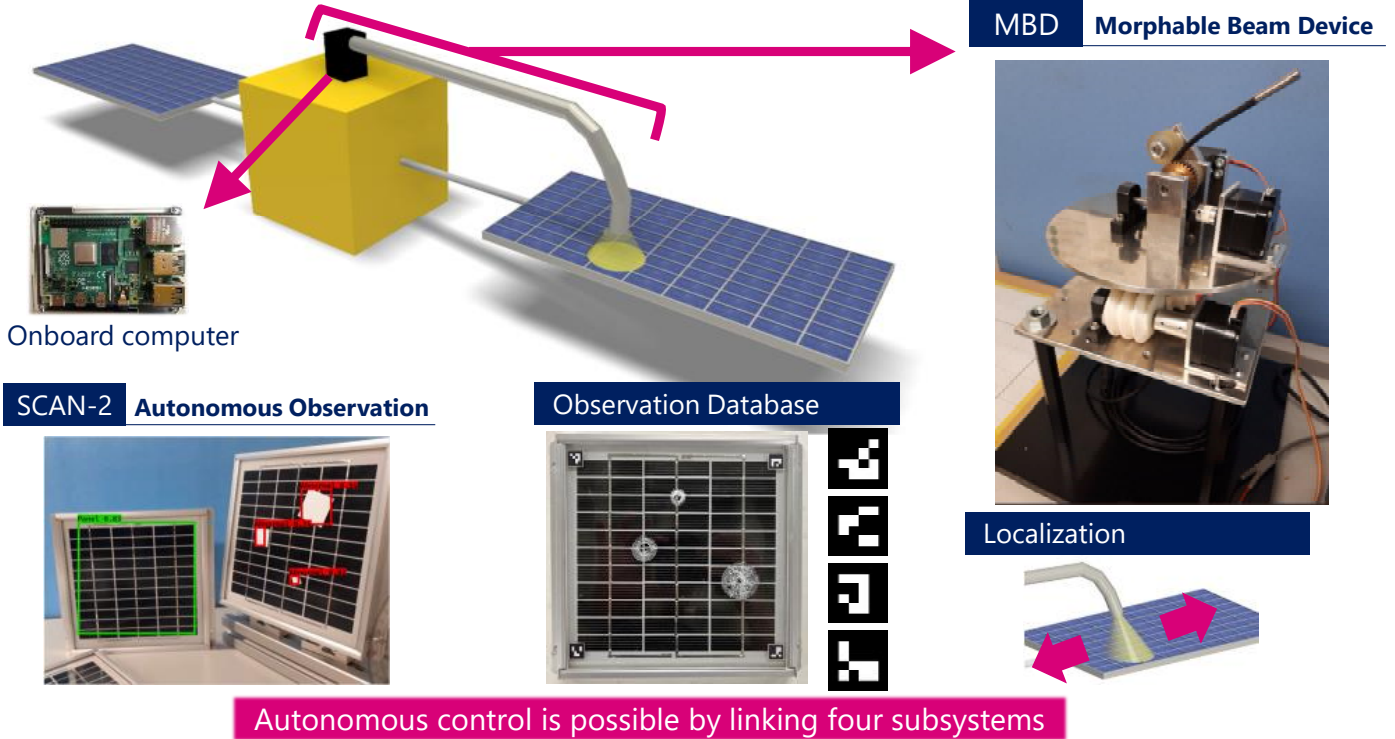 MBD Morphable Beam Device
Onboard computer
SCAN-2 Autonomous Observation
Observation Database
Localization
Autonomous control is possible by linking four subsystems